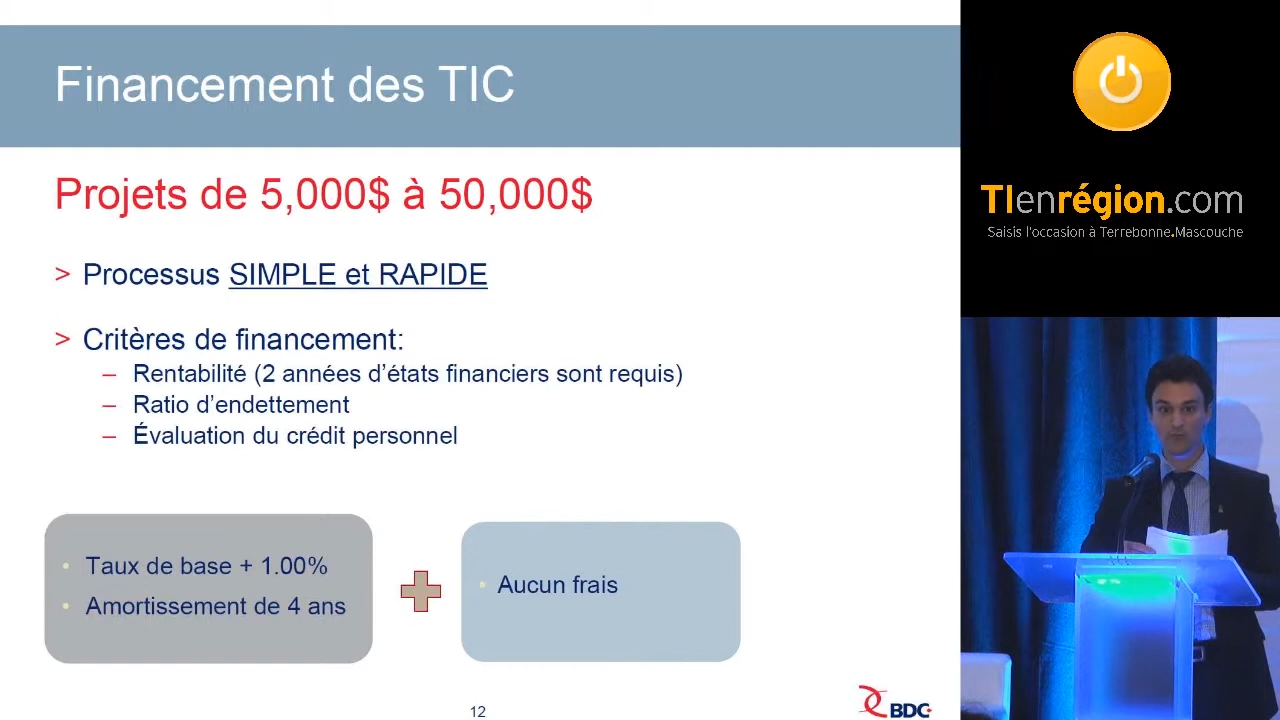 Financement des TIC
Projets de 5,000$ à 50,000$
> Processus SIMPLE et RAPIDE
> Critères de financement:
– Rentabilité (2 années d'états financiers sont requis)
– Ratio d'endettement
– Évaluation du crédit personnel
• Taux de base + 1.00%
• Amortissement de 4 ans
• Aucun frais
12
BDC
TIenrégion.com
Saisis l'occasion à Terrebonne.Mascouche